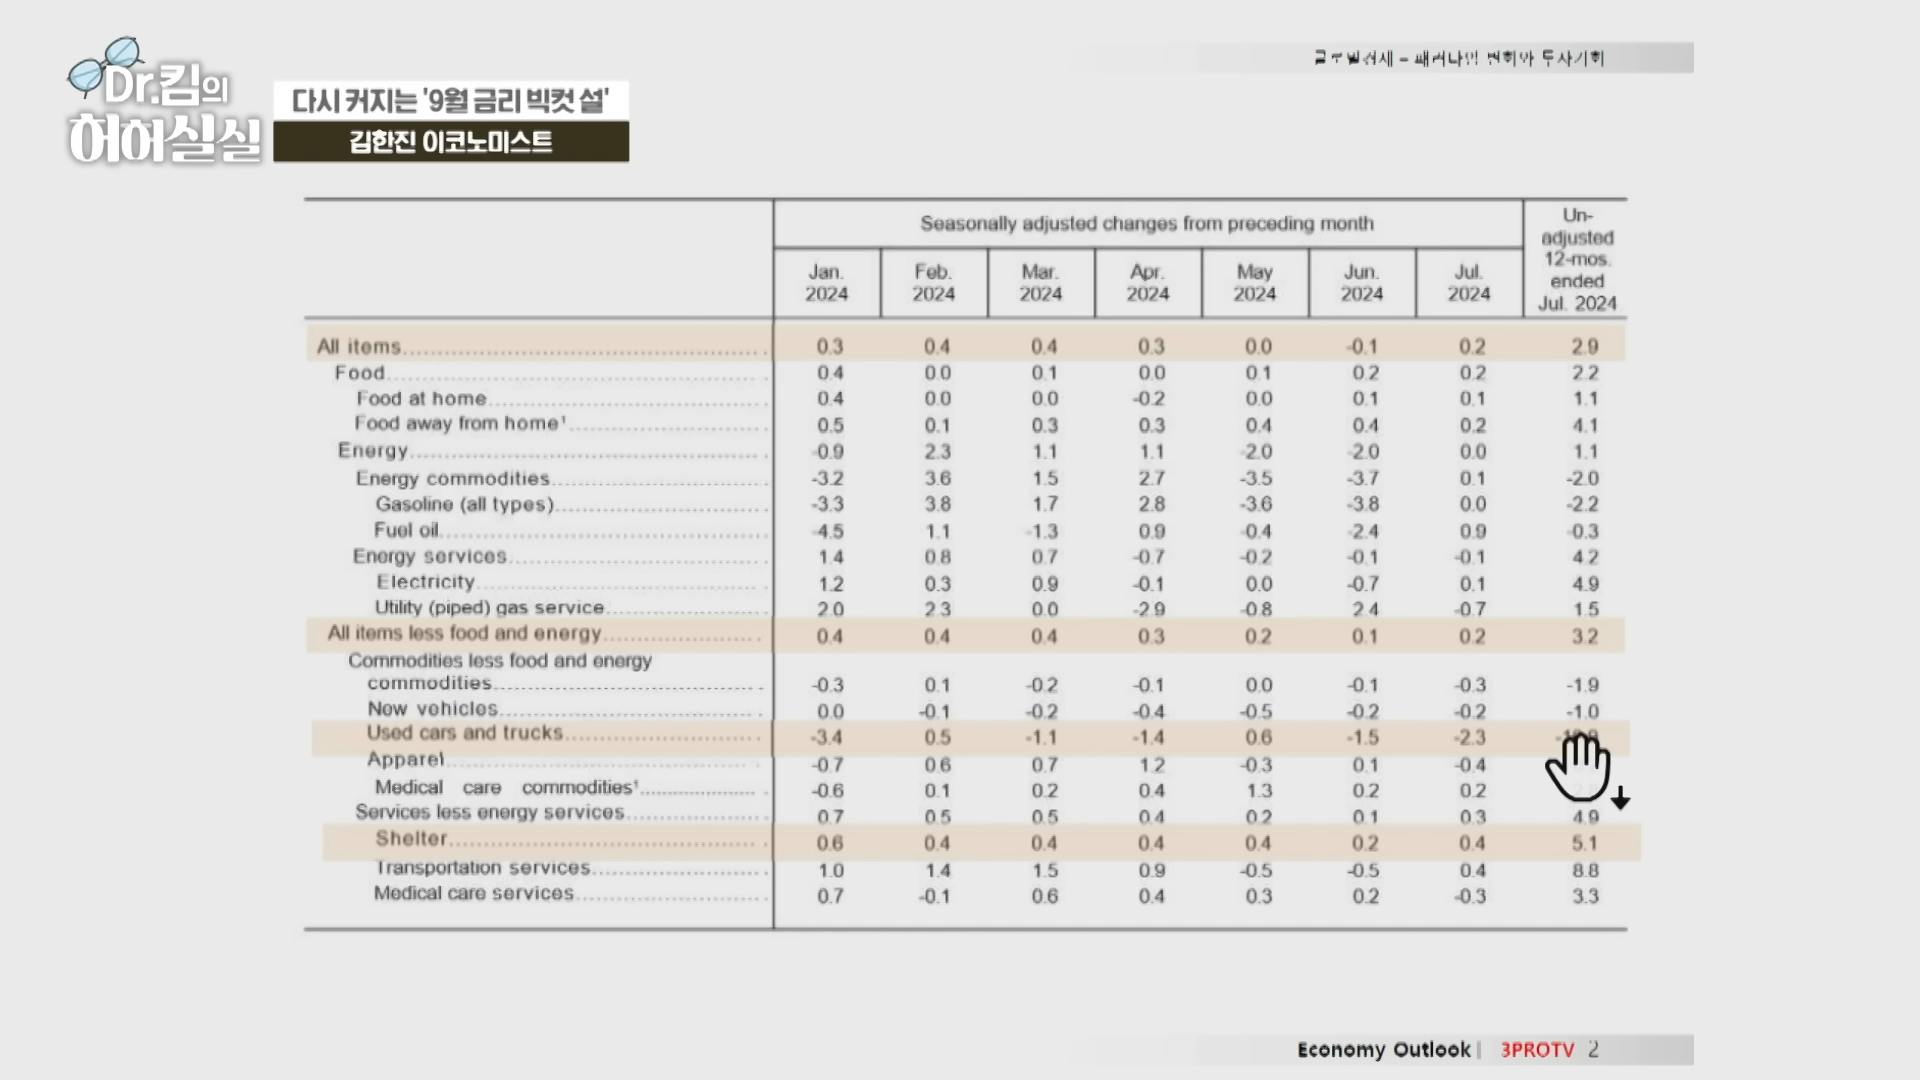 Dr.킴의
허허실실
다시 커지는 '9월 금리 빅컷 설'
김한진 이코노미스트
Seasonally adjusted changes from preceding month
Un-
adjusted
12-mos.
ended
Jul. 2024
Jan. 2024 Feb. 2024 Mar. 2024 Apr. 2024 May 2024 Jun. 2024 Jul. 2024
All items 0.3 0.4 0.4 0.3 0.0 -0.1 0.2 2.9
Food 0.4 0.0 0.1 0.0 0.1 0.2 0.2 2.2
Food at home 0.4 0.0 0.0 -0.2 0.0 0.1 0.1 1.1
Food away from home¹ 0.5 0.1 0.3 0.3 0.4 0.4 0.2 4.1
Energy -0.9 2.3 1.1 1.1 -2.0 -2.0 0.0 1.1
Energy commodities -3.2 3.6 1.5 2.7 -3.5 -3.7 0.1 -2.0
Gasoline (all types) -3.3 3.8 1.7 2.8 -3.6 -3.8 0.0 -2.2
Fuel oil -4.5 1.1 -1.3 0.9 -0.4 -2.4 0.9 -0.3
Energy services 1.4 0.8 0.7 -0.7 -0.2 -0.1 -0.1 4.2
Electricity 1.2 0.3 0.9 -0.1 0.0 -0.7 0.1 4.9
Utility (piped) gas service 2.0 2.3 0.0 -2.9 -0.8 2.4 -0.7 1.5
All items less food and energy 0.4 0.4 0.4 0.3 0.2 0.1 0.2 3.2
Commodities less food and energy
commodities -0.3 0.1 -0.2 -0.1 0.0 -0.1 -0.3 -1.9
New vehicles 0.0 -0.1 -0.2 -0.4 -0.5 -0.2 -0.2 -1.0
Used cars and trucks -3.4 0.5 -1.1 -1.4 0.6 -1.5 -2.3
Apparel -0.7 0.6 0.7 1.2 -0.3 0.1 -0.4
Medical care commodities¹ -0.6 0.1 0.2 0.4 1.3 0.2 0.2
Services less energy services 0.7 0.5 0.5 0.4 0.2 0.1 0.3 4.9
Shelter 0.6 0.4 0.4 0.4 0.4 0.2 0.4 5.1
Transportation services 1.0 1.4 1.5 0.9 -0.5 -0.5 0.4 8.8
Medical care services 0.7 -0.1 0.6 0.4 0.3 0.2 -0.3 3.3
Economy Outlook | 3PROTV 2